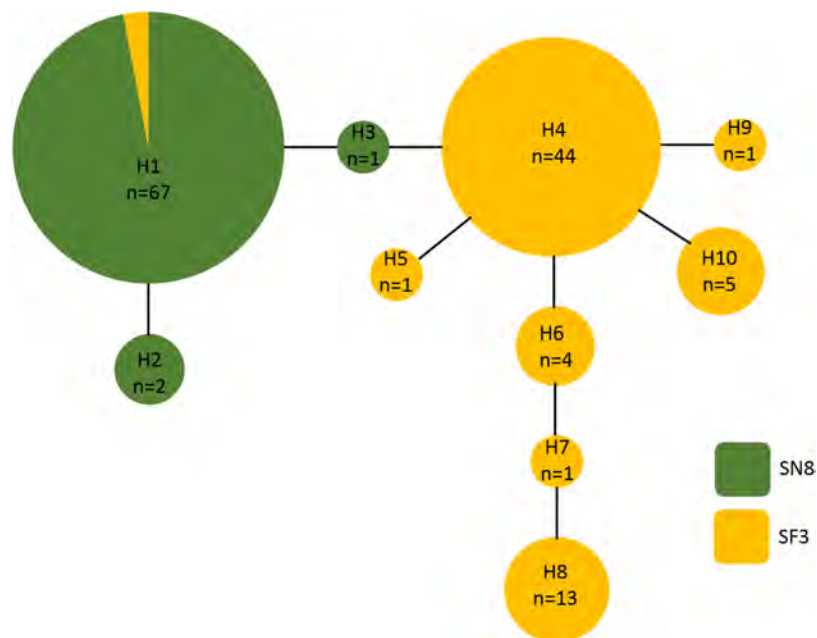 H1
n=67
H2
n=2
H3
n=1
H4
n=44
H5
n=1
H6
n=4
H7
n=1
H8
n=13
H9
n=1
H10
n=5
SN8
SF3